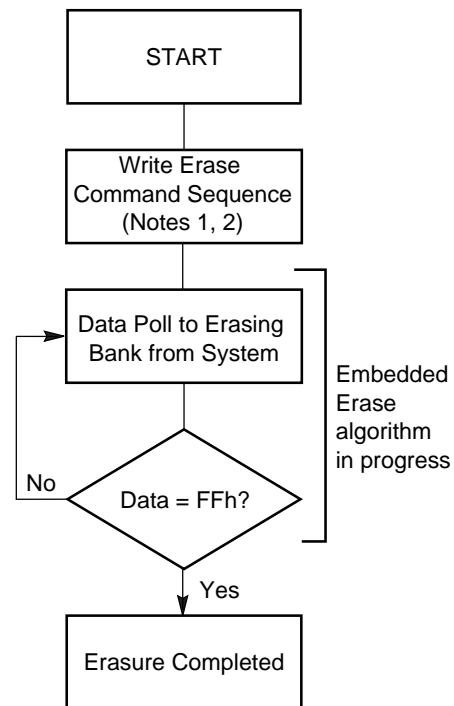 START
Write Erase
Command Sequence
(Notes 1, 2)
Data Poll to Erasing
Bank from System
Embedded
Erase
algorithm
in progress
No
Data = FFh?
Yes
Erasure Completed